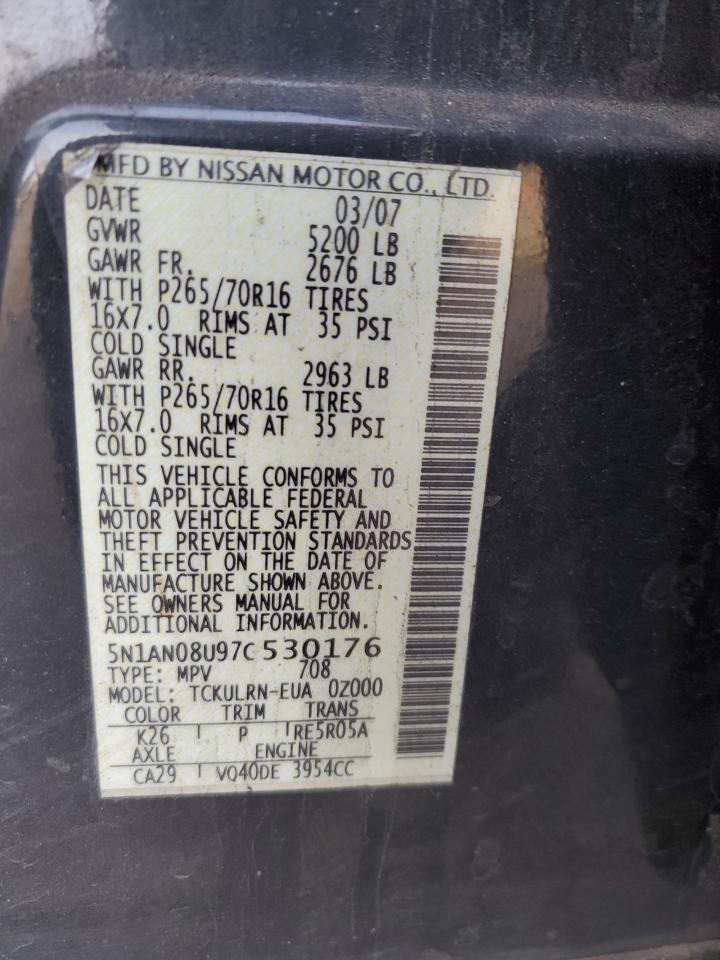 MFD BY NISSAN MOTOR CO., LTD.
DATE 03/07
GVWR 5200 LB
GAWR FR. 2676 LB
WITH P265/70R16 TIRES
16X7.0 RIMS AT 35 PSI
COLD SINGLE
GAWR RR. 2963 LB
WITH P265/70R16 TIRES
16X7.0 RIMS AT 35 PSI
COLD SINGLE
THIS VEHICLE CONFORMS TO
ALL APPLICABLE FEDERAL
MOTOR VEHICLE SAFETY AND
THEFT PREVENTION STANDARDS
IN EFFECT ON THE DATE OF
MANUFACTURE SHOWN ABOVE.
SEE OWNERS MANUAL FOR
ADDITIONAL INFORMATION.
5N1AN08U97C530176
TYPE: MPV 708
MODEL: TCKULRN-EUA 0Z000
COLOR TRIM TRANS
K26 P RE5R05A
AXLE ENGINE
CA29 VQ40DE 3954CC